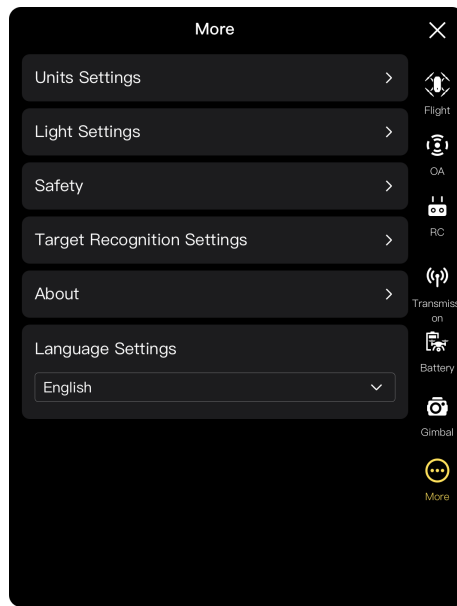 More
Units Settings
Light Settings
Safety
Target Recognition Settings
About
Language Settings
English
Flight
OA
RC
Transmiss
on
Battery
Gimbal
More